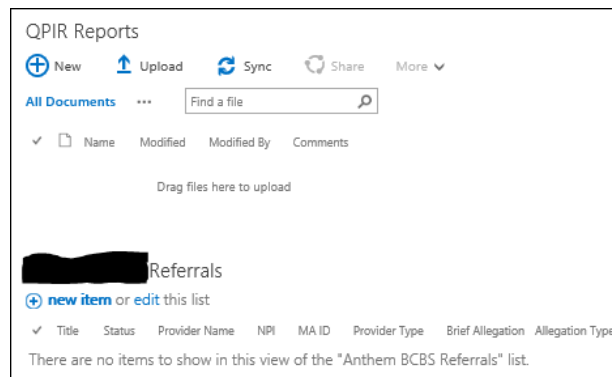 QPIR Reports
New Upload Sync Share More
All Documents ... Find a file
Name Modified Modified By Comments
Drag files here to upload
Referrals
new item or edit this list
Title Status Provider Name NPI MA ID Provider Type Brief Allegation Allegation Type
There are no items to show in this view of the "Anthem BCBS Referrals" list.